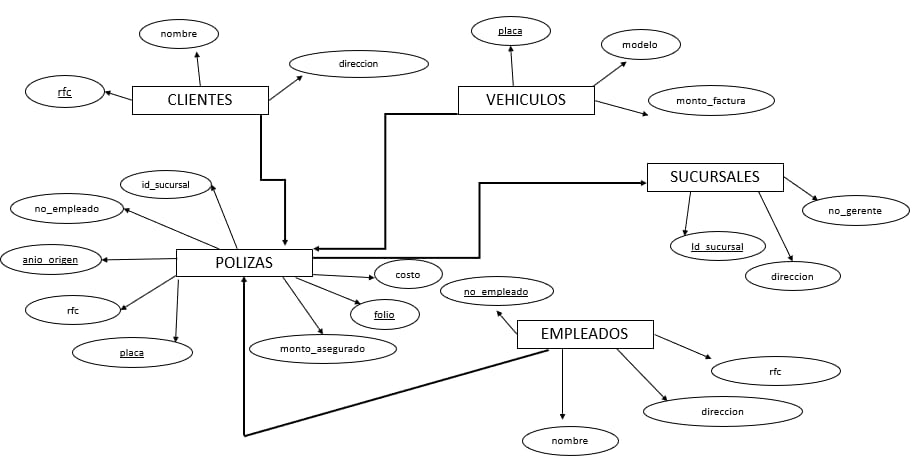 nombre
placa
modelo
direccion
rfc
CLIENTES
VEHICULOS
monto_factura
id_sucursal
SUCURSALES
no_empleado
no_gerente
Id_sucursal
anio_origen
POLIZAS
costo
direccion
no_empleado
rfc
folio
EMPLEADOS
placa
monto_asegurado
rfc
direccion
nombre